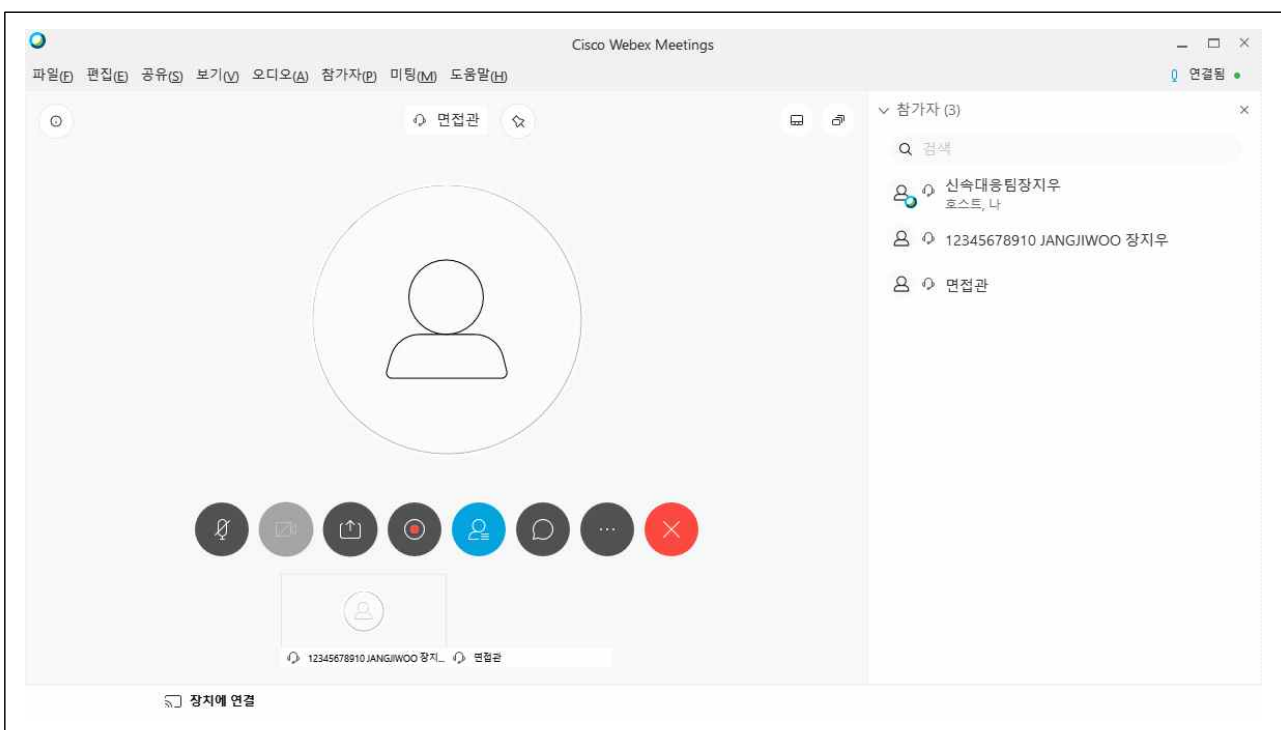 Cisco Webex Meetings
파일(F) 편집(E) 공유(S) 보기(V) 오디오(A) 참가자(P) 미팅(M) 도움말(H)
연결됨
면접관
참가자 (3)
검색
신속대응팀장지우
호스트, 나
12345678910 JANGJIWOO 장지우
면접관
12345678910 JANGJIWOO 장지... 면접관
장치에 연결